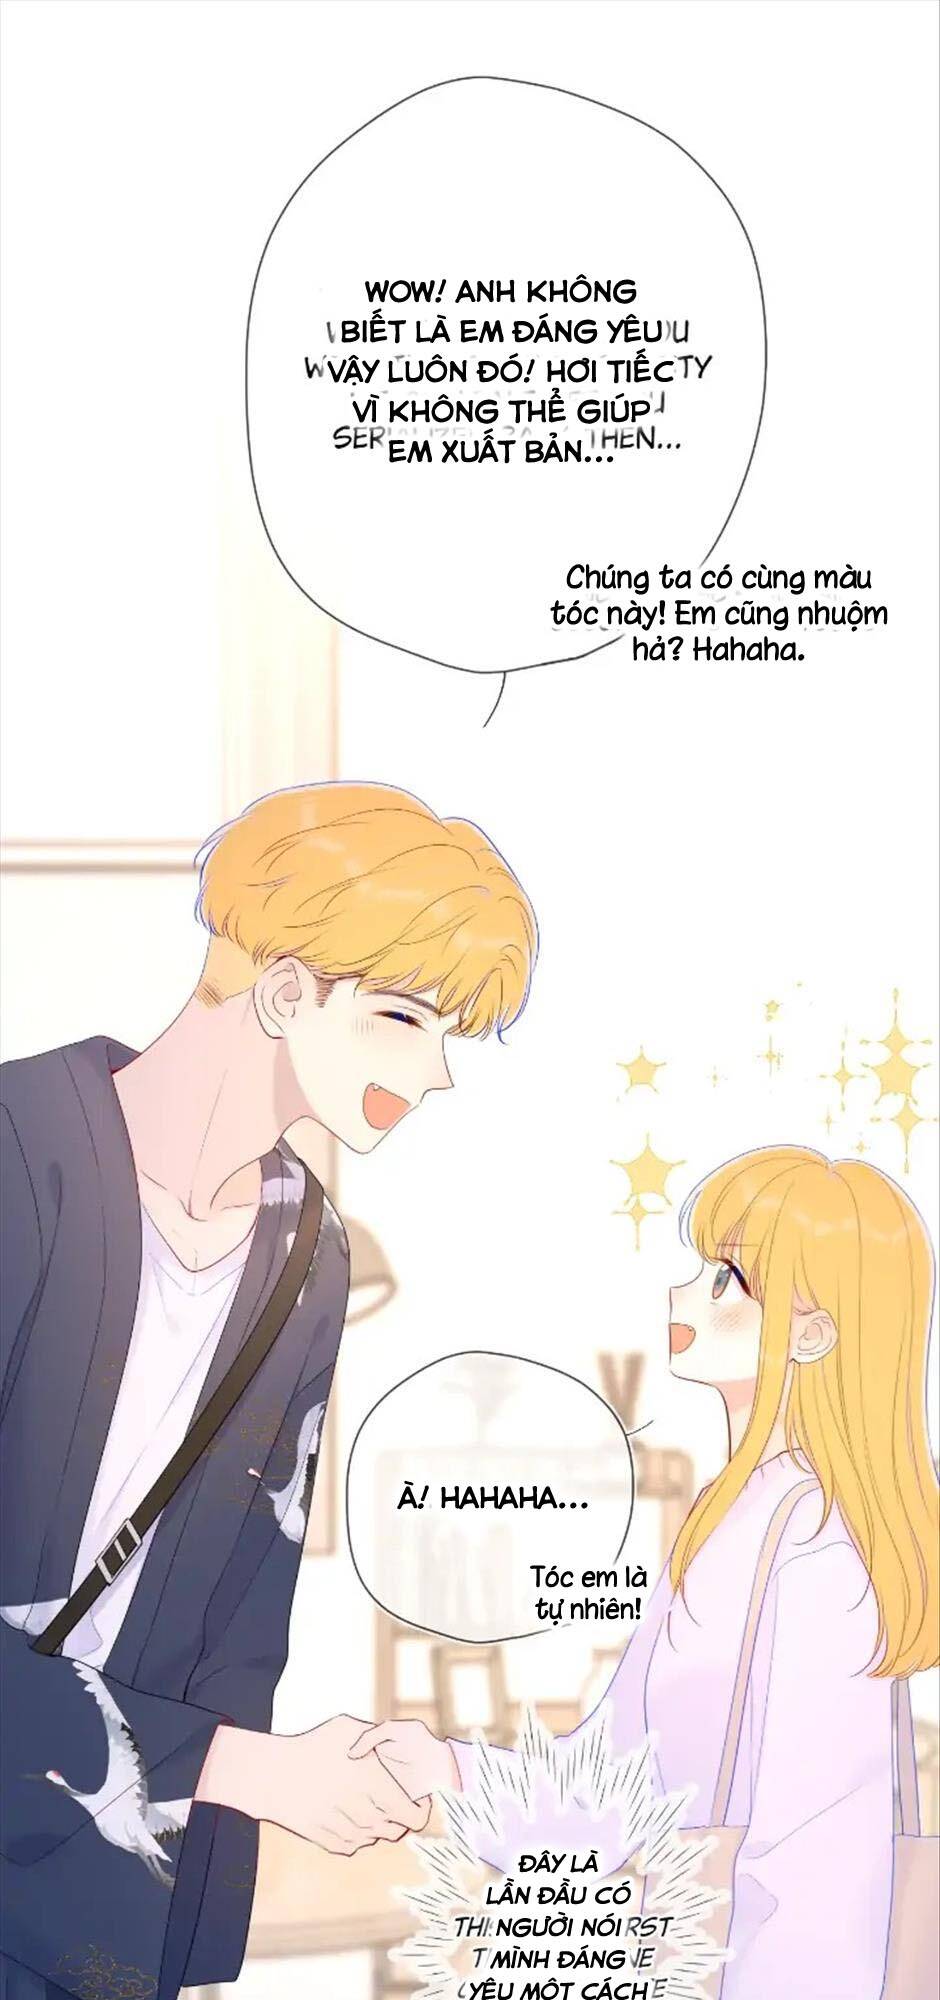 WOW! ANH KHÔNG
BIẾT LÀ EM ĐÁNG YÊU
VẬY LUÔN ĐÓ! HƠI TIẾC
VÌ KHÔNG THỂ GIÚP
EM XUẤT BẢN...
Chúng ta có cùng màu
tóc này! Em cũng nhuộm
hả? Hahaha.
À! HAHAHA...
Tóc em là
tự nhiên!
ĐÂY LÀ
LẦN ĐẦU CÓ
NGƯỜI NÓI
MÌNH ĐÁNG
YÊU MỘT CÁCH